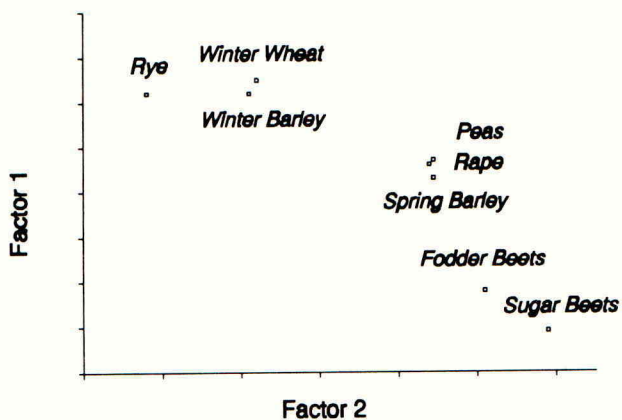 Winter Wheat
Rye
Winter Barley
Peas
Rape
Spring Barley
Fodder Beets
Sugar Beets
Factor 1
Factor 2